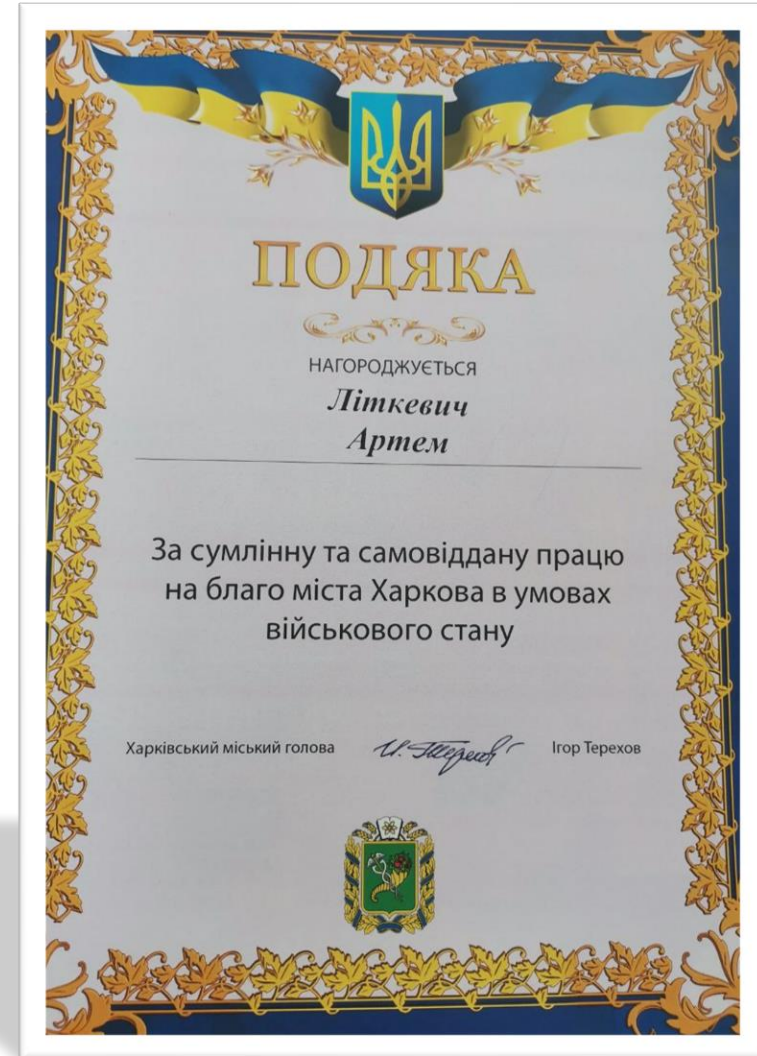 ПОДЯКА
НАГОРОДЖУЄТЬСЯ
Літкевич
Артем
За сумлінну та самовіддану працю
на благо міста Харкова в умовах
військового стану
Харківський міський голова И. Терехов Ігор Терехов